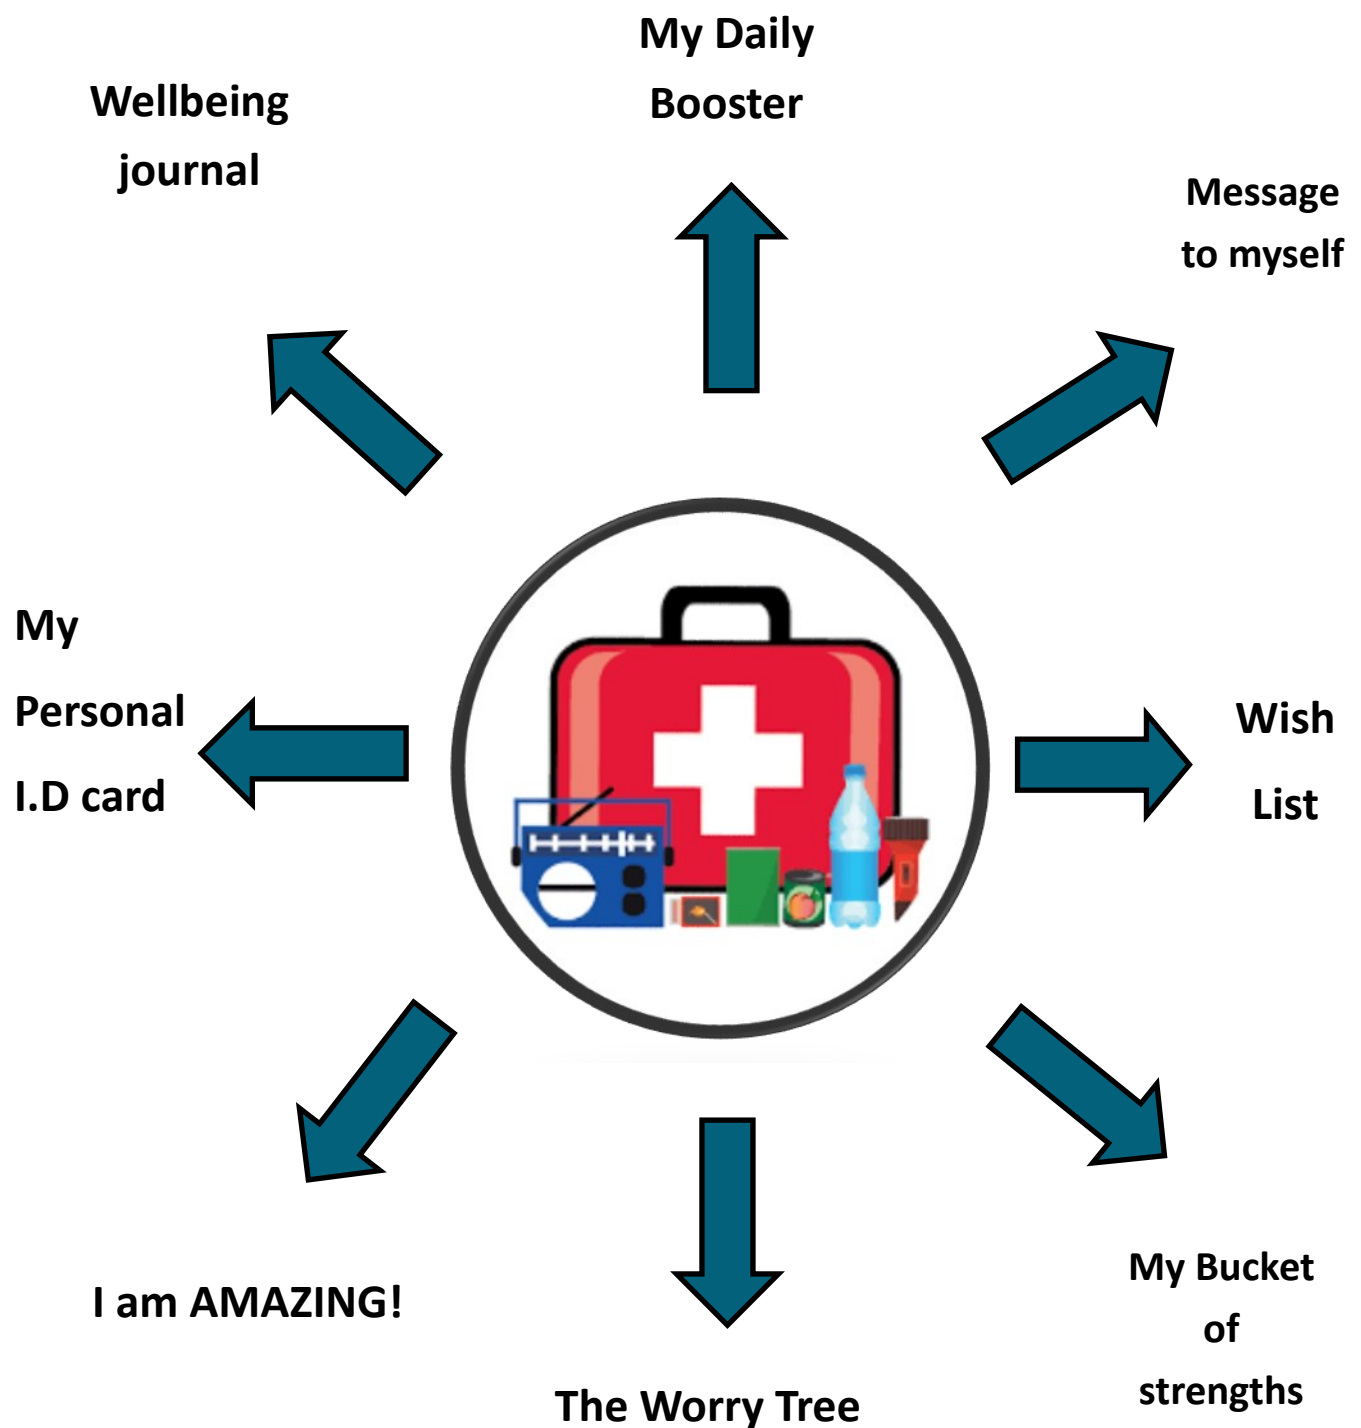 My Daily
Booster
Wellbeing
journal
Message
to myself
My
Personal
I.D card
Wish
List
I am AMAZING!
My Bucket
of
strengths
The Worry Tree